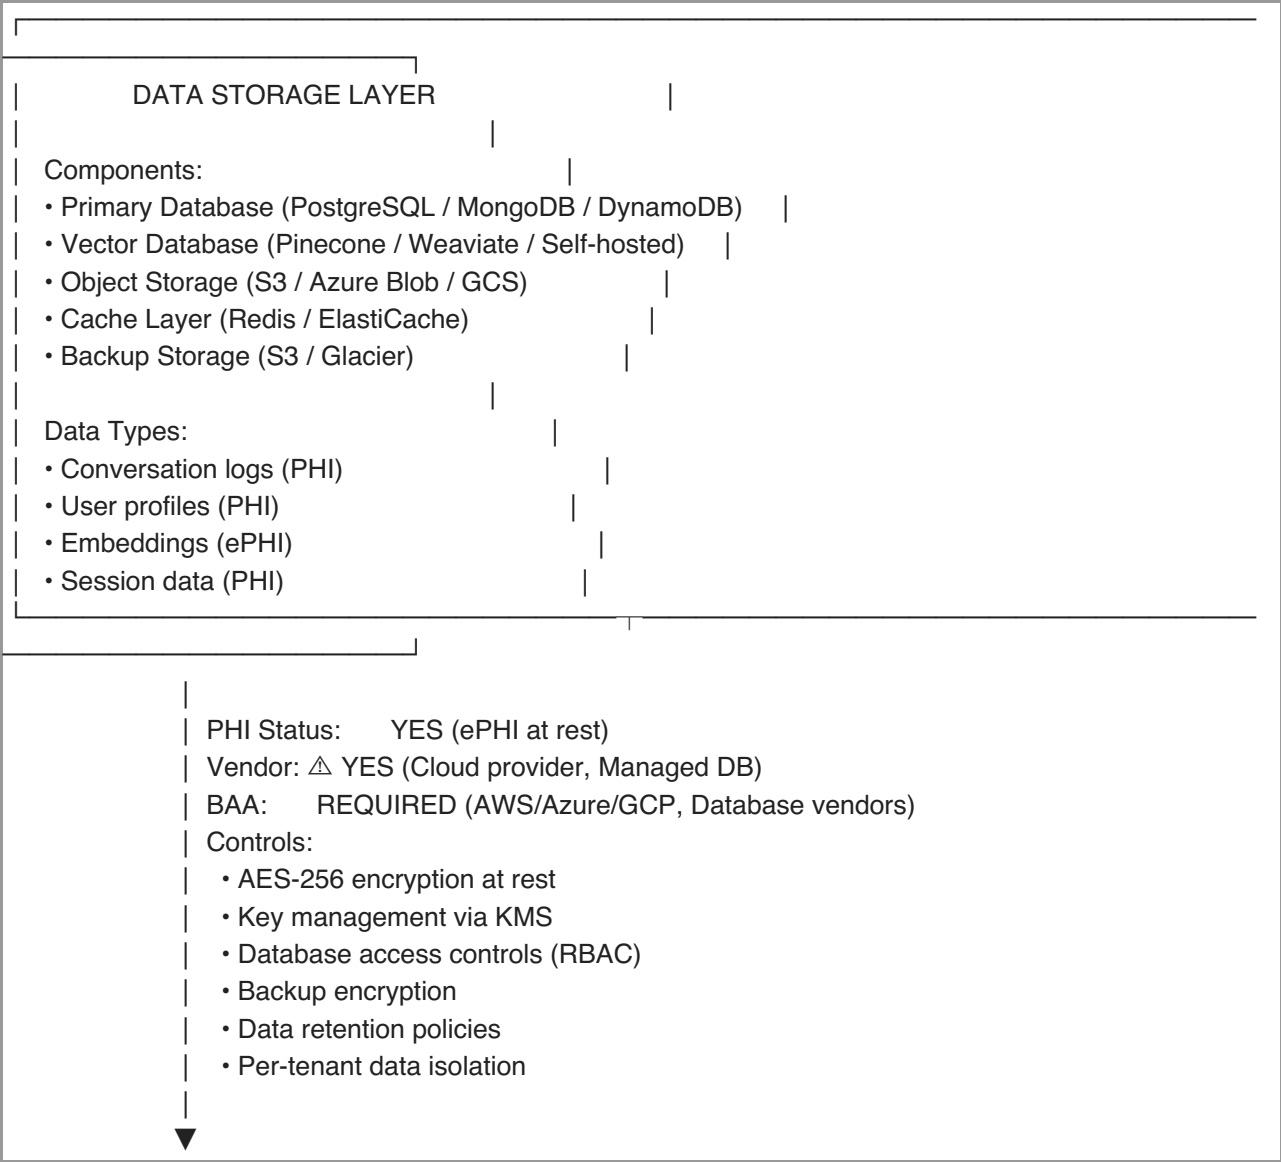 DATA STORAGE LAYER
Components:
• Primary Database (PostgreSQL / MongoDB / DynamoDB)
• Vector Database (Pinecone / Weaviate / Self-hosted)
• Object Storage (S3 / Azure Blob / GCS)
• Cache Layer (Redis / ElastiCache)
• Backup Storage (S3 / Glacier)
Data Types:
• Conversation logs (PHI)
• User profiles (PHI)
• Embeddings (ePHI)
• Session data (PHI)
PHI Status: YES (ePHI at rest)
Vendor: ⚠ YES (Cloud provider, Managed DB)
BAA: REQUIRED (AWS/Azure/GCP, Database vendors)
Controls:
• AES-256 encryption at rest
• Key management via KMS
• Database access controls (RBAC)
• Backup encryption
• Data retention policies
• Per-tenant data isolation
▼